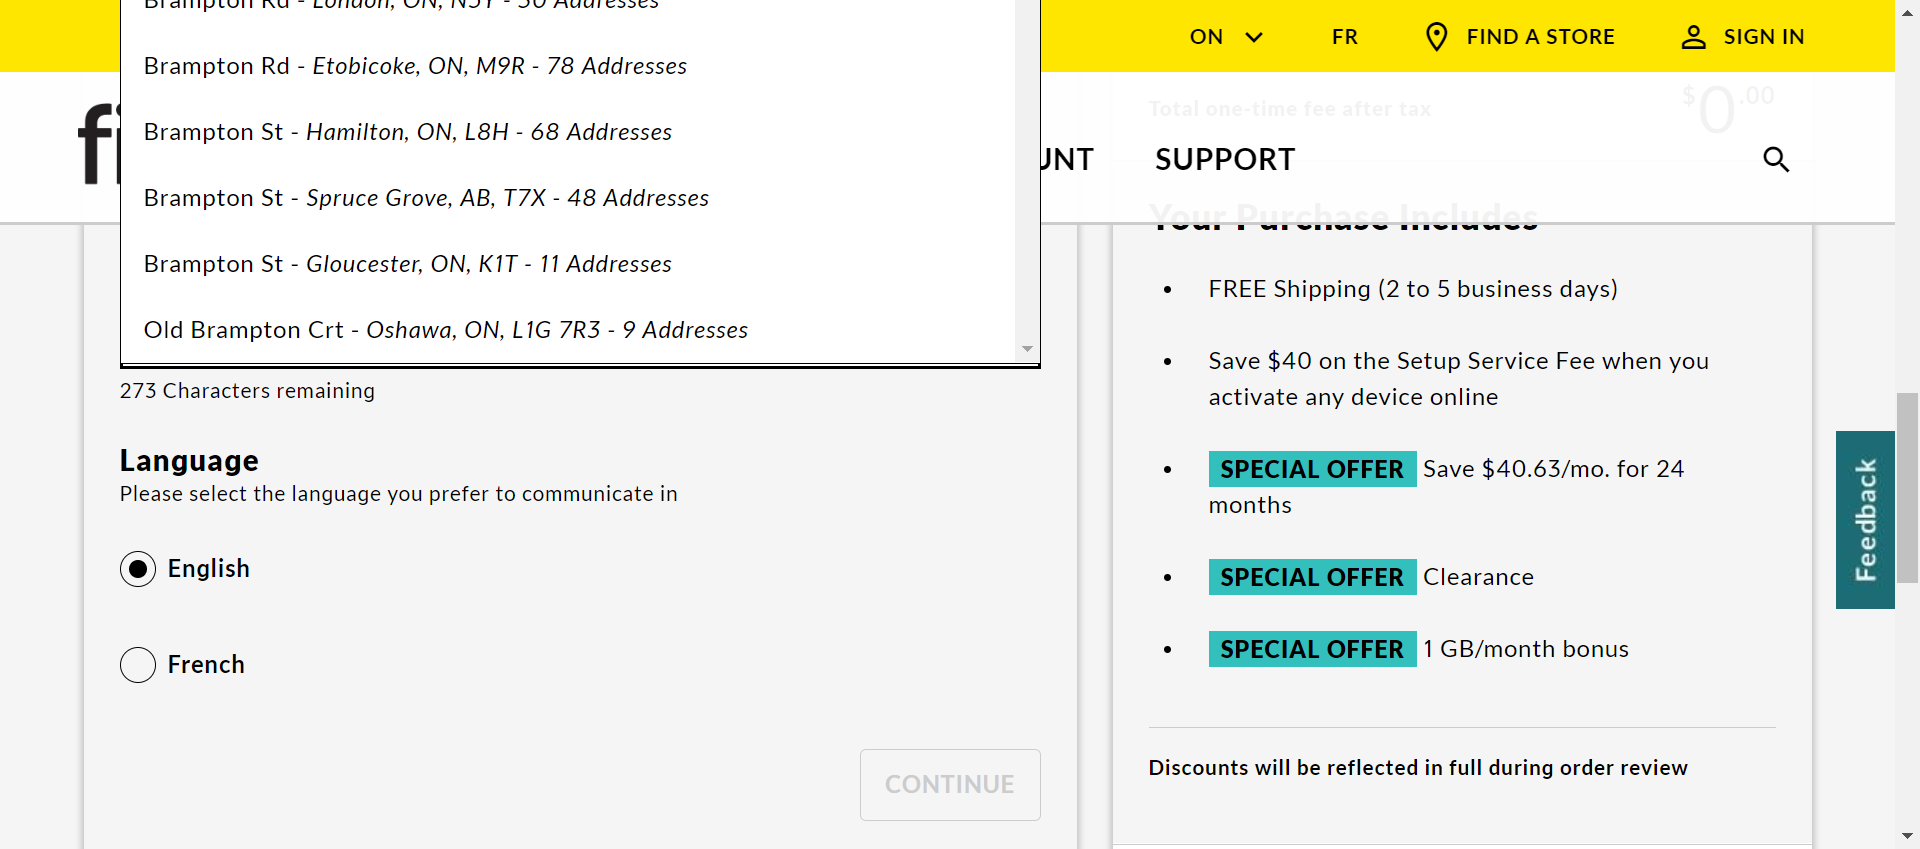 Brampton Rd - London, ON, N5Y - 50 Addresses
Brampton Rd - Etobicoke, ON, M9R - 78 Addresses
Brampton St - Hamilton, ON, L8H - 68 Addresses
Brampton St - Spruce Grove, AB, T7X - 48 Addresses
Brampton St - Gloucester, ON, K1T - 11 Addresses
Old Brampton Crt - Oshawa, ON, L1G 7R3 - 9 Addresses
273 Characters remaining
Language
Please select the language you prefer to communicate in
English
French
CONTINUE
ON
FR
FIND A STORE
SIGN IN
fi
UNT
SUPPORT
Total one-time fee after tax
$0.00
Your Purchase Includes
FREE Shipping (2 to 5 business days)
Save $40 on the Setup Service Fee when you
activate any device online
SPECIAL OFFER Save $40.63/mo. for 24
months
SPECIAL OFFER Clearance
SPECIAL OFFER 1 GB/month bonus
Discounts will be reflected in full during order review
Feedback